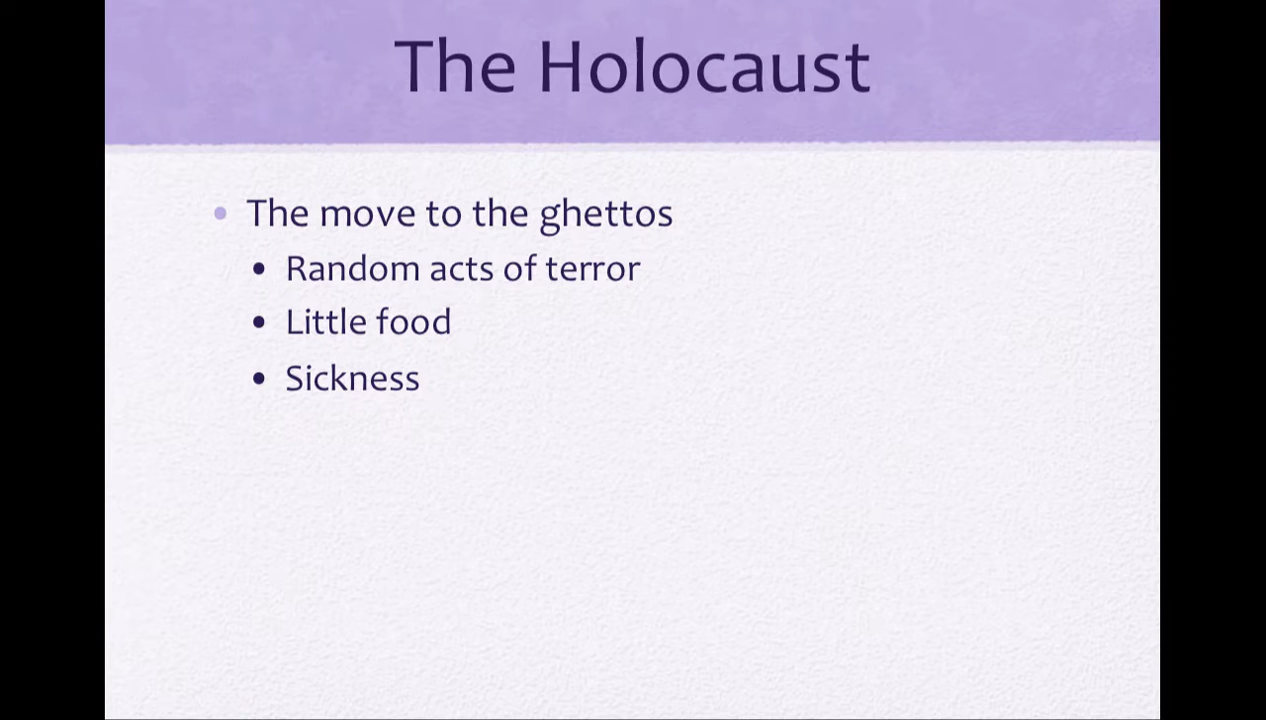 The Holocaust
• The move to the ghettos
• Random acts of terror
• Little food
• Sickness